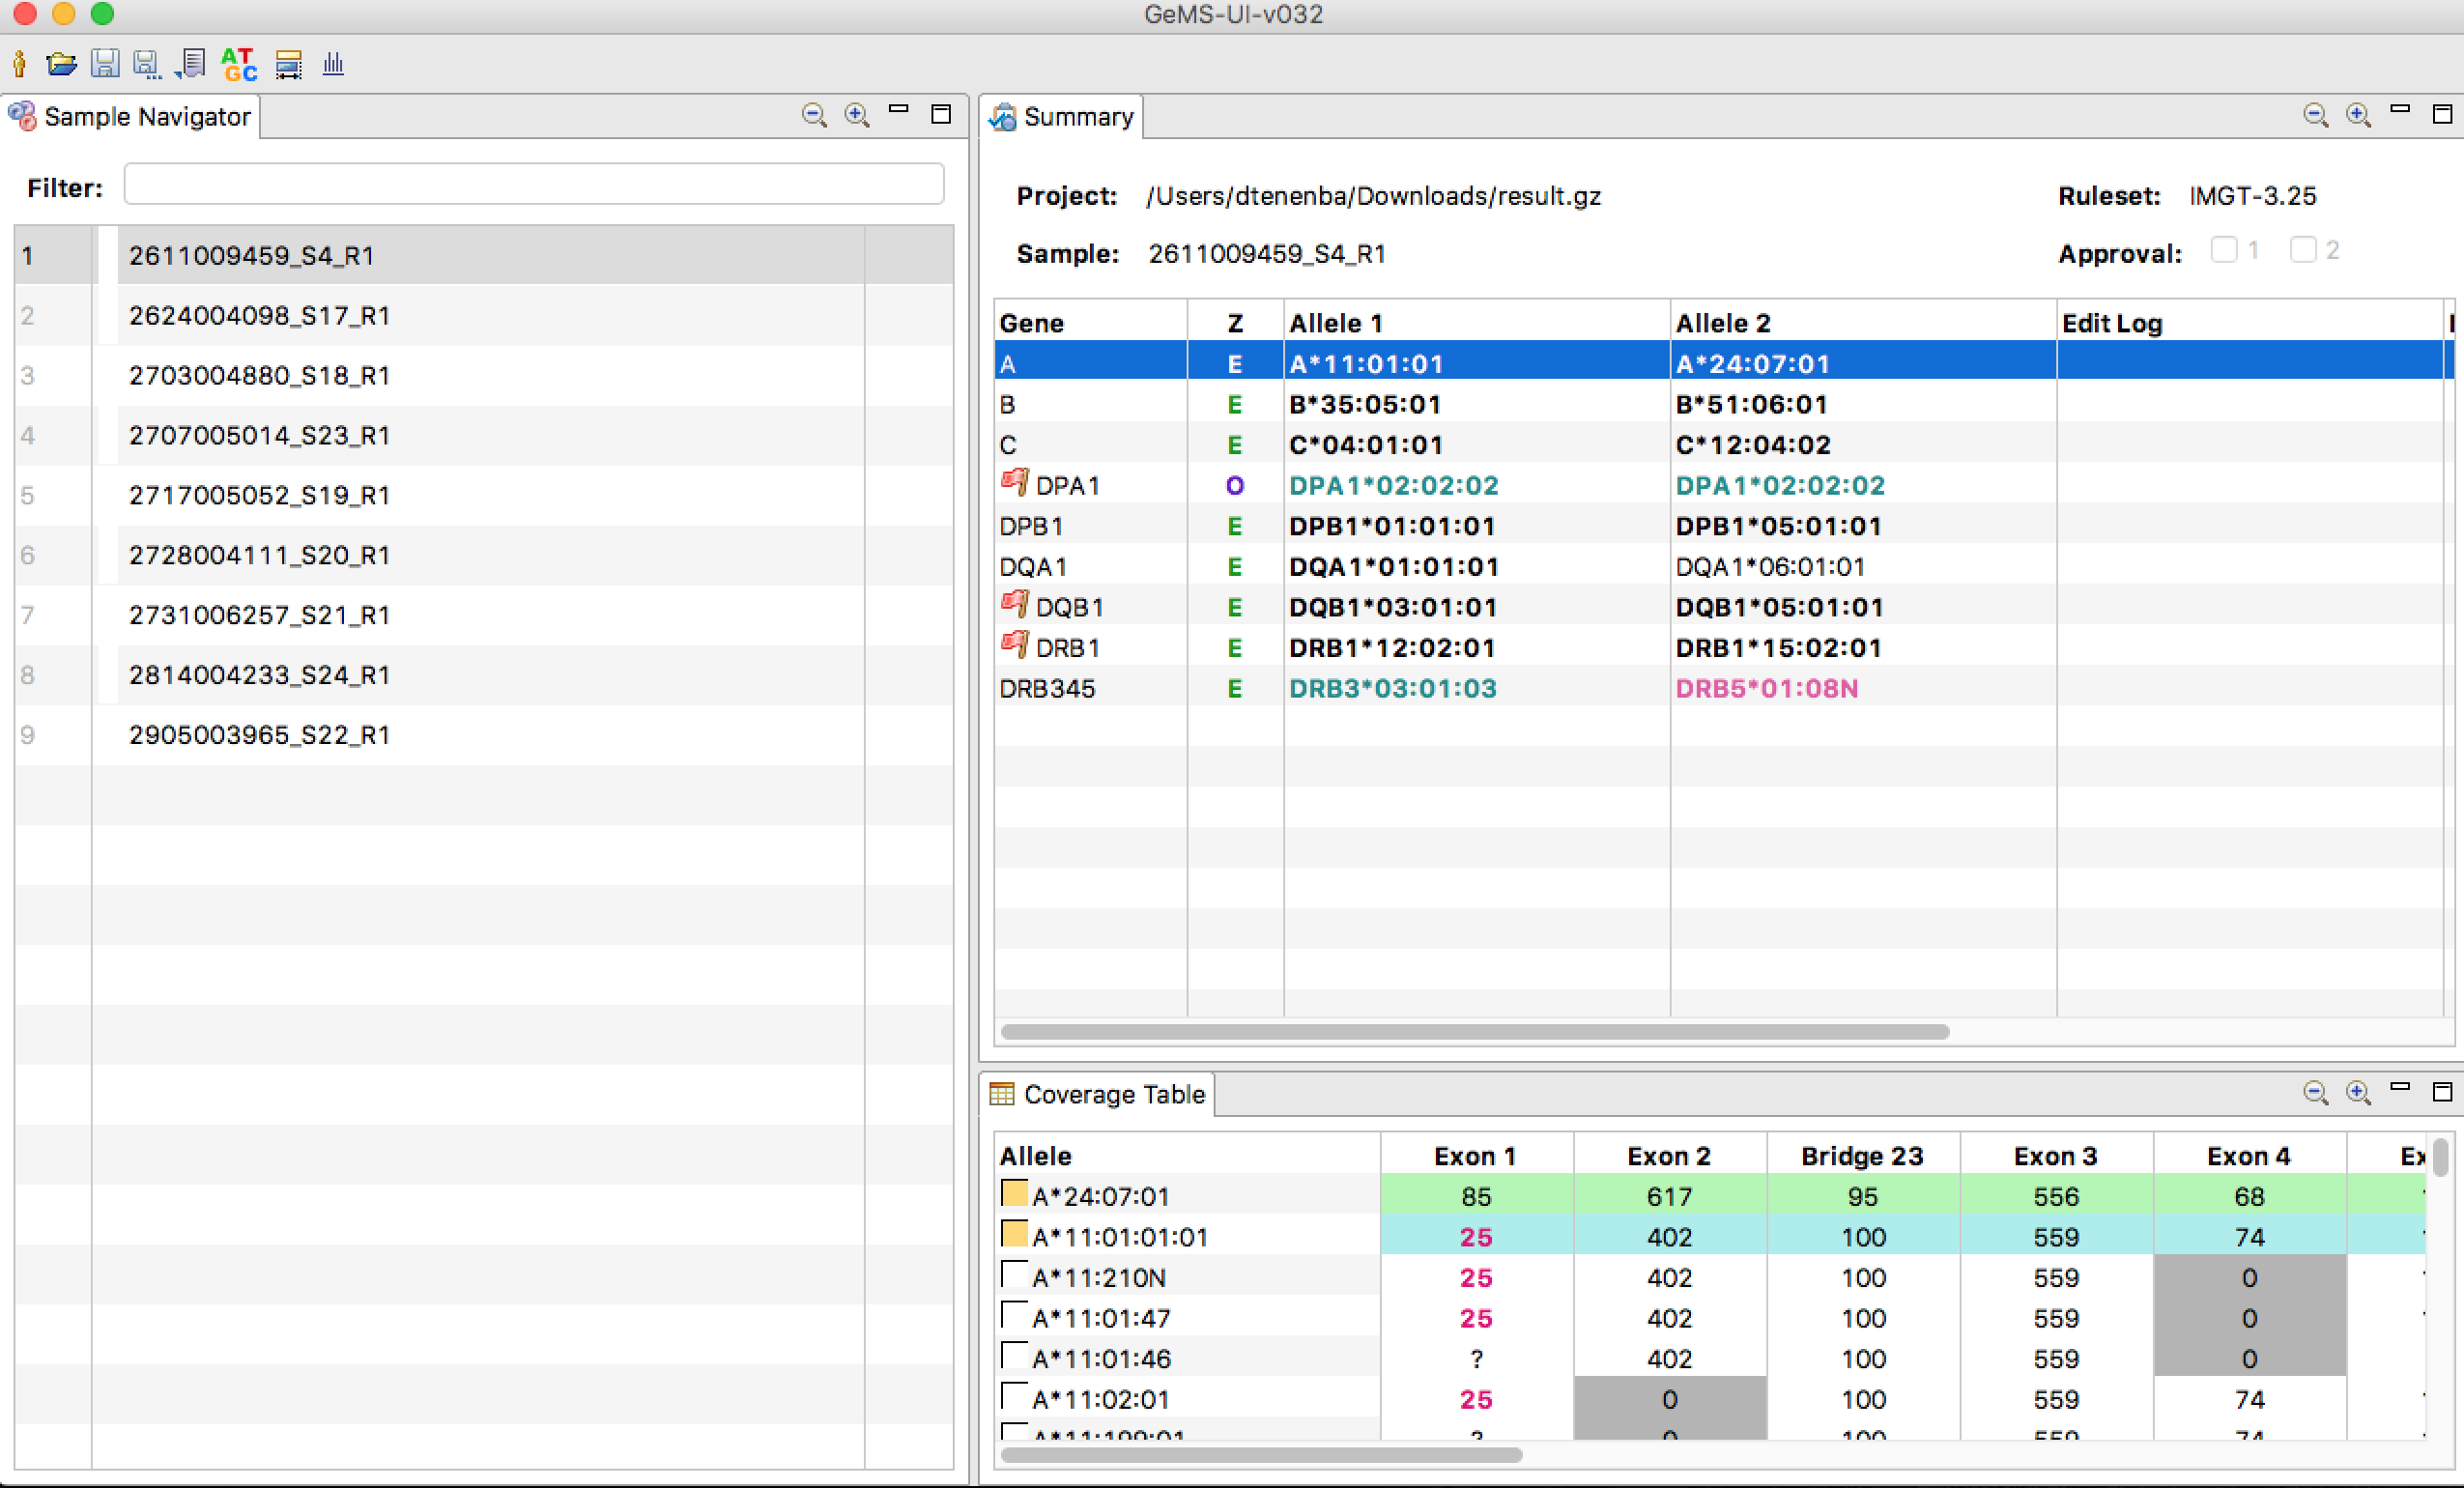 GeMS-UI-v032
AT
GC
Sample Navigator
Filter:
1 2611009459_S4_R1
2 2624004098_S17_R1
3 2703004880_S18_R1
4 2707005014_S23_R1
5 2717005052_S19_R1
6 2728004111_S20_R1
7 2731006257_S21_R1
8 2814004233_S24_R1
9 2905003965_S22_R1
Summary
Project: /Users/dtenenba/Downloads/result.gz Ruleset: IMGT-3.25
Sample: 2611009459_S4_R1 Approval: 1 2
Gene Z Allele 1 Allele 2 Edit Log
A E A*11:01:01 A*24:07:01
B E B*35:05:01 B*51:06:01
C E C*04:01:01 C*12:04:02
DPA1 O DPA1*02:02:02 DPA1*02:02:02
DPB1 E DPB1*01:01:01 DPB1*05:01:01
DQA1 E DQA1*01:01:01 DQA1*06:01:01
DQB1 E DQB1*03:01:01 DQB1*05:01:01
DRB1 E DRB1*12:02:01 DRB1*15:02:01
DRB345 E DRB3*03:01:03 DRB5*01:08N
Coverage Table
Allele Exon 1 Exon 2 Bridge 23 Exon 3 Exon 4
A*24:07:01 85 617 95 556 68
A*11:01:01:01 25 402 100 559 74
A*11:210N 25 402 100 559 0
A*11:01:47 25 402 100 559 0
A*11:01:46 ? 402 100 559 0
A*11:02:01 25 0 100 559 74
A*11:199:01 ? 0 100 559 74